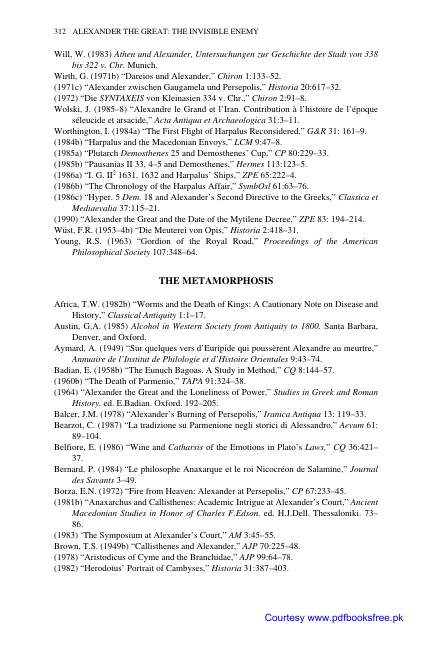 312 ALEXANDER THE GREAT: THE INVISIBLE ENEMY
Will, W. (1983) Athen und Alexander, Untersuchungen zur Geschichte der Stadt von 338
bis 322 v. Chr. Munich.
Wirth, G. (1971b) “Dareios und Alexander,” Chiron 1:133–52.
(1971c) “Alexander zwischen Gaugamela und Persepolis,” Historia 20:617–32.
(1972) “Die SYNTAXEIS von Kleinasien 334 v. Chr.,” Chiron 2:91–8.
Wolski, J. (1985–8) “Alexandre le Grand et l’Iran. Contribution à l’histoire de l’époque
séleucide et arsacide,” Acta Antiqua et Archaeologica 31:3–11.
Worthington, I. (1984a) “The First Flight of Harpalus Reconsidered,” G&R 31: 161–9.
(1984b) “Harpalus and the Macedonian Envoys,” LCM 9:47–8.
(1985a) “Plutarch Demosthenes 25 and Demosthenes’ Cup,” CP 80:229–33.
(1985b) “Pausanias II 33, 4–5 and Demosthenes,” Hermes 113:123–5.
(1986a) “I. G. II² 1631, 1632 and Harpalus’ Ships,” ZPE 65:222–4.
(1986b) “The Chronology of the Harpalus Affair,” SymbOsl 61:63–76.
(1986c) “Hyper. 5 Dem. 18 and Alexander’s Second Directive to the Greeks,” Classica et
Mediaevalia 37:115–21.
(1990) “Alexander the Great and the Date of the Mytilene Decree,” ZPE 83: 194–214.
Wüst, F.R. (1953–4b) “Die Meuterei von Opis,” Historia 2:418–31.
Young, R.S. (1963) “Gordion of the Royal Road,” Proceedings of the American
Philosophical Society 107:348–64.
THE METAMORPHOSIS
Africa, T.W. (1982b) “Worms and the Death of Kings: A Cautionary Note on Disease and
History,” Classical Antiquity 1:1–17.
Austin, G.A. (1985) Alcohol in Western Society from Antiquity to 1800. Santa Barbara,
Denver, and Oxford.
Aymard, A. (1949) “Sur quelques vers d’Euripide qui poussèrent Alexandre au meurtre,”
Annuaire de l’Institut de Philologie et d’Histoire Orientales 9:43–74.
Badian, E. (1958b) “The Eunuch Bagoas. A Study in Method,” CQ 8:144–57.
(1960b) “The Death of Parmenio,” TAPA 91:324–38.
(1964) “Alexander the Great and the Loneliness of Power,” Studies in Greek and Roman
History. ed. E.Badian. Oxford. 192–205.
Balcer, J.M. (1978) “Alexander’s Burning of Persepolis,” Iranica Antiqua 13: 119–33.
Bearzot, C. (1987) “La tradizione su Parmenione negli storici di Alessandro,” Aevum 61:
89–104.
Belfiore, E. (1986) “Wine and Catharsis of the Emotions in Plato’s Laws,” CQ 36:421–
37.
Bernard, P. (1984) “Le philosophe Anaxarque et le roi Nicocréon de Salamine,” Journal
des Savants 3–49.
Borza, E.N. (1972) “Fire from Heaven: Alexander at Persepolis,” CP 67:233–45.
(1981b) “Anaxarchus and Callisthenes: Academic Intrigue at Alexander’s Court,” Ancient
Macedonian Studies in Honor of Charles F.Edson. ed. H.J.Dell. Thessaloniki. 73–
86.
(1983) “The Symposium at Alexander’s Court,” AM 3:45–55.
Brown, T.S. (1949b) “Callisthenes and Alexander,” AJP 70:225–48.
(1978) “Aristodicus of Cyme and the Branchidae,” AJP 99:64–78.
(1982) “Herodotus’ Portrait of Cambyses,” Historia 31:387–403.
Courtesy www.pdfbooksfree.pk